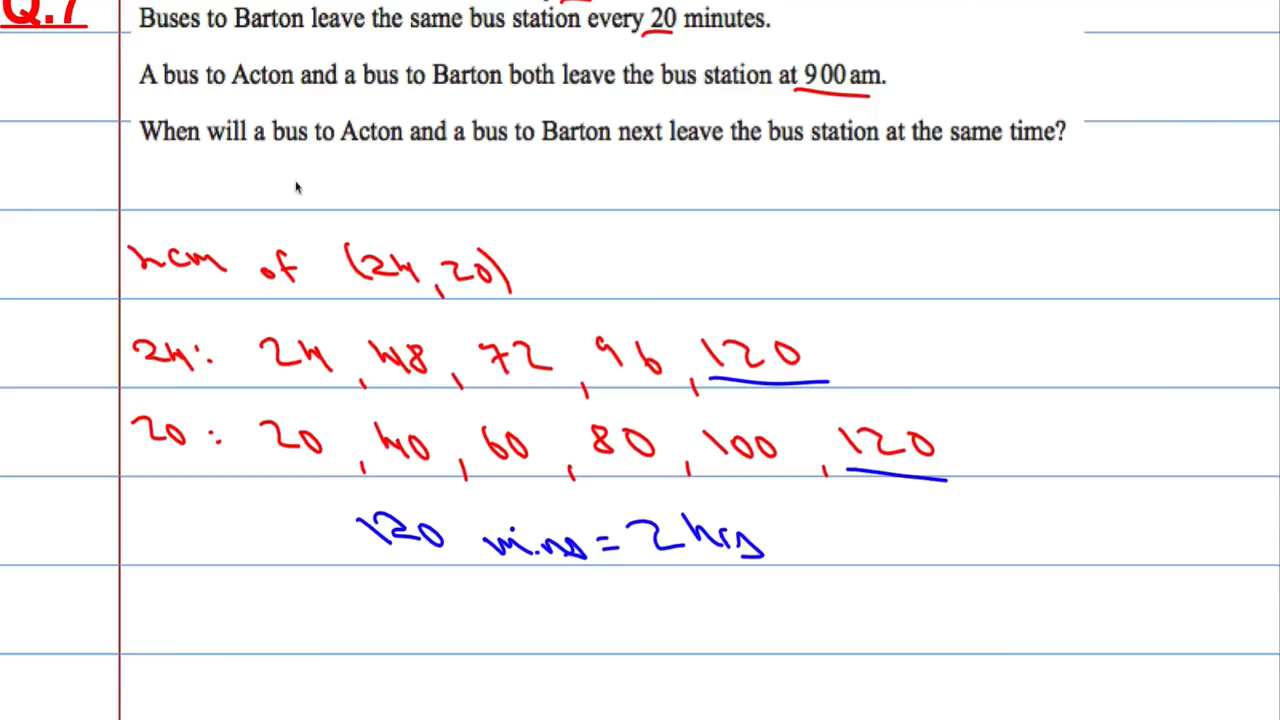 Q.7
Buses to Barton leave the same bus station every 20 minutes.
A bus to Acton and a bus to Barton both leave the bus station at 9 00 am.
When will a bus to Acton and a bus to Barton next leave the bus station at the same time?
LCM of (24,20)
24: 24, 48, 72, 96, 120
20: 20, 40, 60, 80, 100, 120
120 mins = 2 hrs